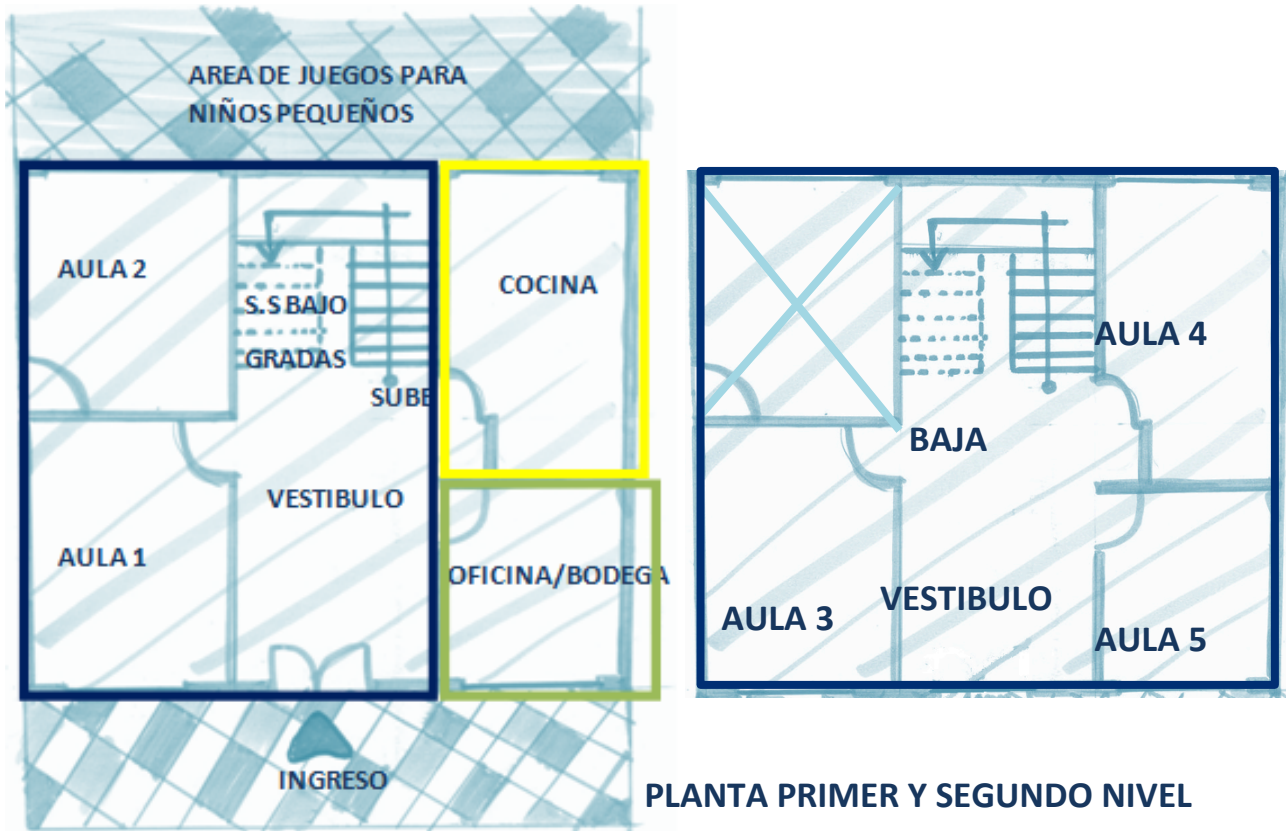 AREA DE JUEGOS PARA
NIÑOS PEQUEÑOS
AULA 2
S.S BAJO
GRADAS
SUBE
COCINA
VESTIBULO
AULA 1
OFICINA/BODEGA
INGRESO
AULA 4
BAJA
VESTIBULO
AULA 3
AULA 5
PLANTA PRIMER Y SEGUNDO NIVEL